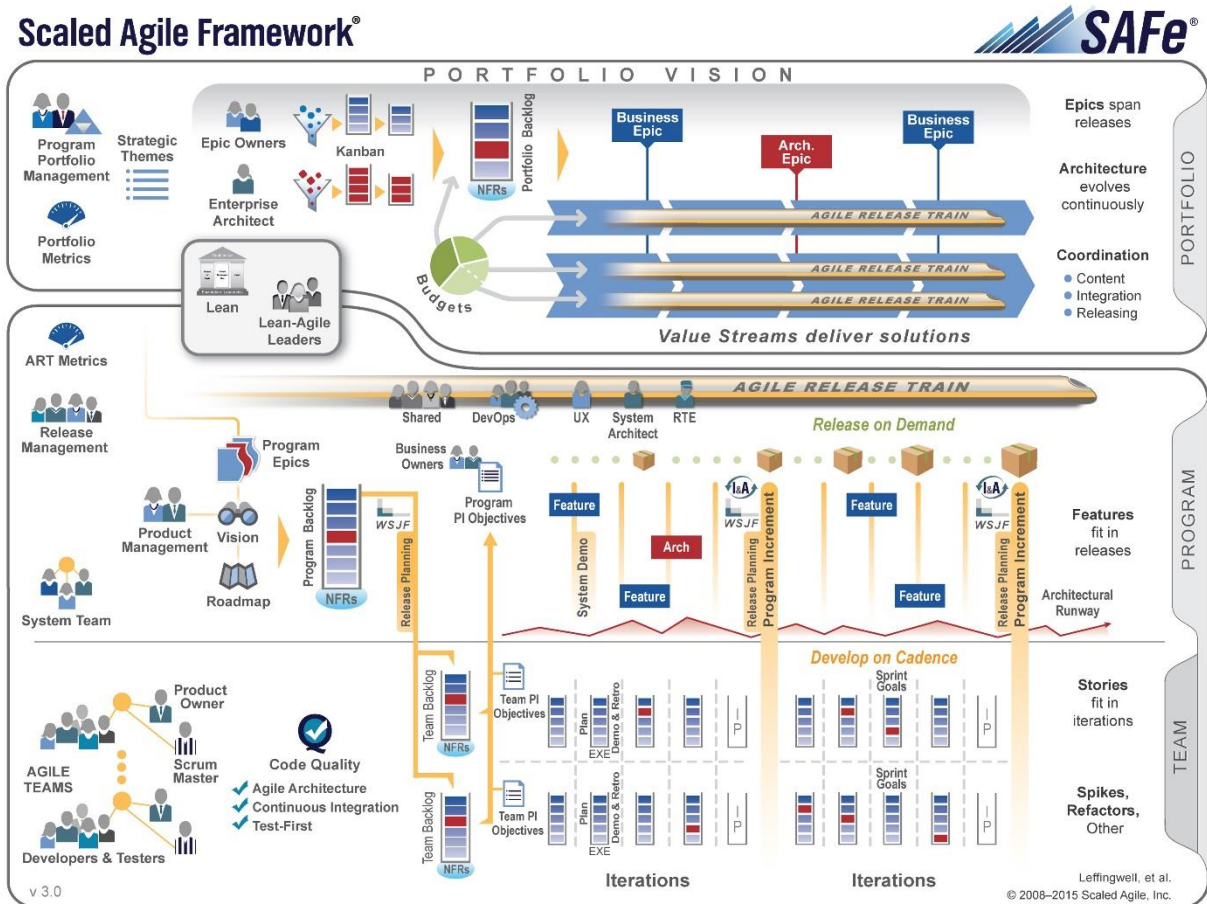 Scaled Agile Framework®
SAFe®
PORTFOLIO VISION
Program
Portfolio
Management
Strategic
Themes
Portfolio
Metrics
Epic Owners
Enterprise
Architect
Kanban
Portfolio Backlog
NFRs
Budgets
Business
Epic
Arch.
Epic
Business
Epic
AGILE RELEASE TRAIN
AGILE RELEASE TRAIN
AGILE RELEASE TRAIN
Value Streams deliver solutions
Epics span
releases
Architecture
evolves
continuously
Coordination
Content
Integration
Releasing
PORTFOLIO
Lean
Lean-Agile
Leaders
ART Metrics
Release
Management
Product
Management
System Team
Program
Epics
Vision
Roadmap
Program Backlog
NFRs
WSJF
Release Planning
AGILE RELEASE TRAIN
Shared
DevOps
UX
System
Architect
RTE
Business
Owners
Program
PI Objectives
Release on Demand
Feature
System Demo
Arch
Feature
I&A
WSJF
Release Planning
Program Increment
Feature
Feature
I&A
WSJF
Release Planning
Program Increment
Architectural
Runway
Features
fit in
releases
PROGRAM
Develop on Cadence
AGILE
TEAMS
Product
Owner
Scrum
Master
Developers & Testers
Code Quality
Agile Architecture
Continuous Integration
Test-First
Team Backlog
NFRs
Team PI
Objectives
Plan
EXE
Demo & Retro
I
P
Sprint
Goals
I
P
Team Backlog
NFRs
Team PI
Objectives
Plan
EXE
Demo & Retro
I
P
Sprint
Goals
I
P
Iterations
Iterations
Stories
fit in
iterations
Spikes,
Refactors,
Other
TEAM
v 3.0
Leffingwell, et al.
© 2008–2015 Scaled Agile, Inc.